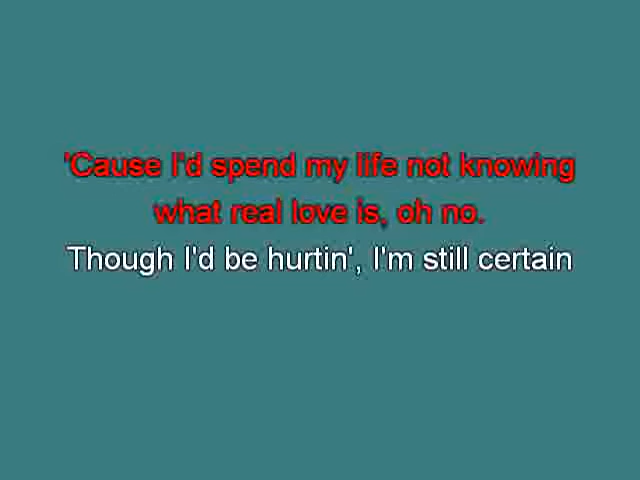 'Cause I'd spend my life not knowing
what real love is, oh no.
Though I'd be hurtin', I'm still certain